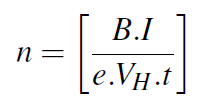 n = [ B.I / e.V_H.t ]